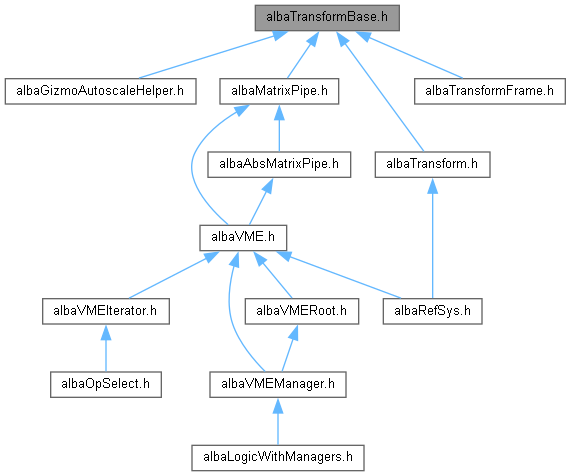 albaTransformBase.h
albaGizmoAutoscaleHelper.h
albaMatrixPipe.h
albaTransformFrame.h
albaAbsMatrixPipe.h
albaTransform.h
albaVME.h
albaVMEIterator.h
albaVMERoot.h
albaRefSys.h
albaOpSelect.h
albaVMEManager.h
albaLogicWithManagers.h